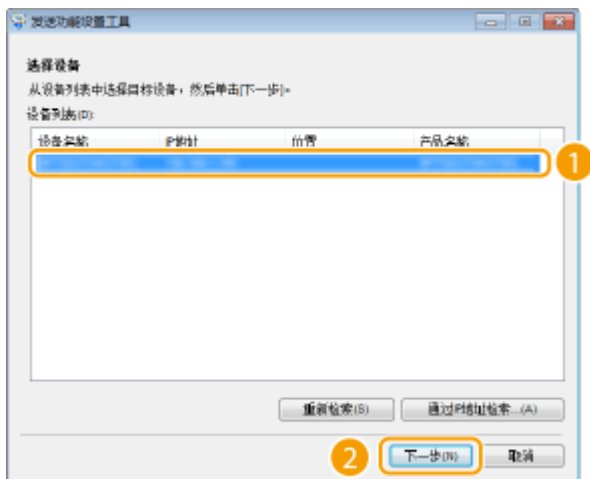 发送功能设置工具
选择设备
从设备列表中选择目标设备，然后单击[下一步]。
设备列表(D):
设备名称 IP地址 位置 产品名称
1
重新检索(S) 通过IP地址检索...(A)
2 下一步(N) 取消